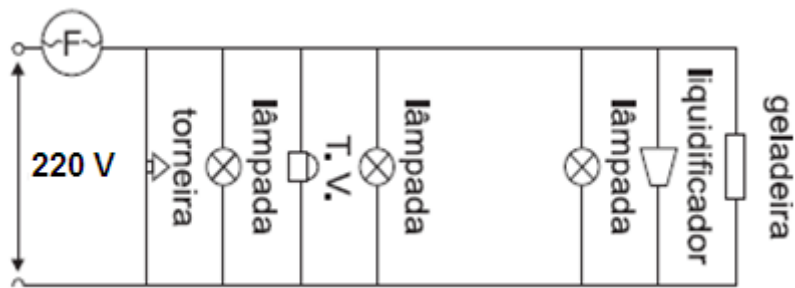 F
220 V
torneira
lâmpada
T. V.
lâmpada
lâmpada
liquidificador
geladeira